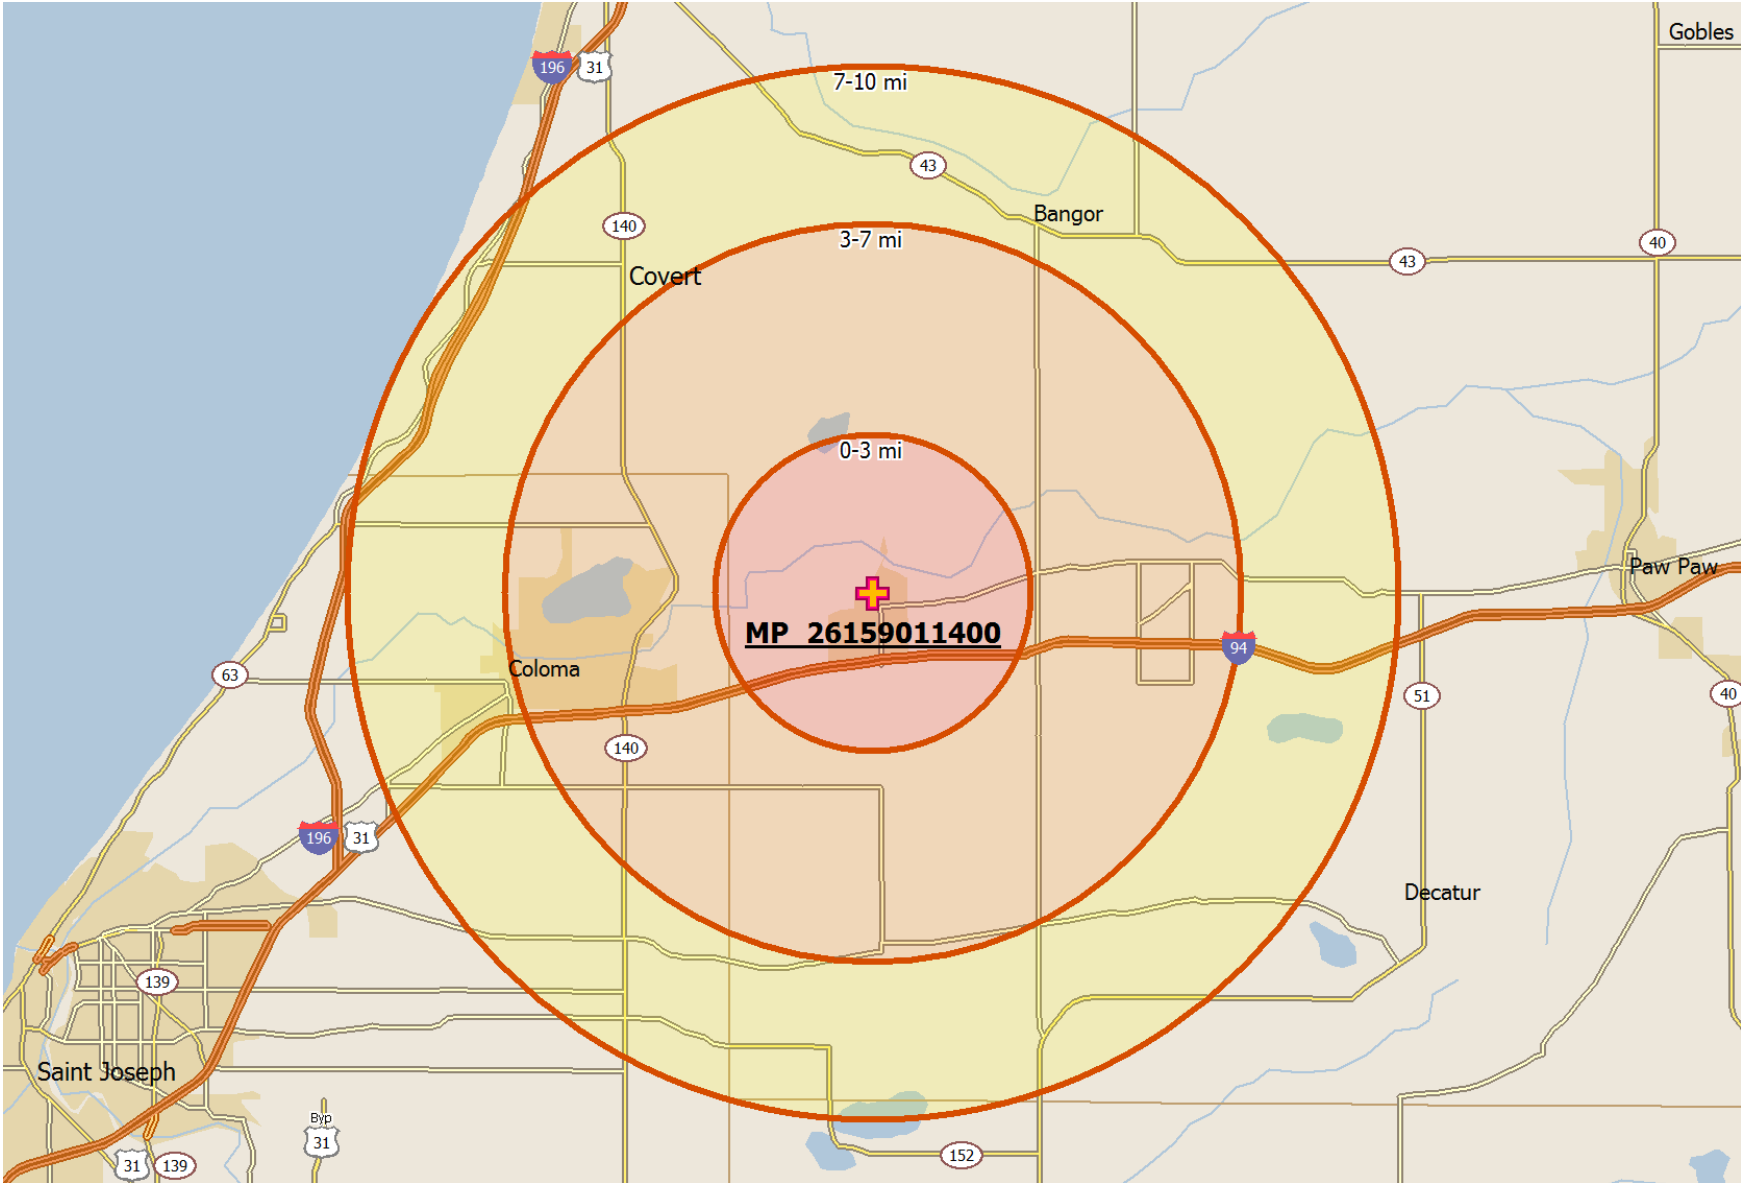 Gobles
196
31
7-10 mi
43
Bangor
140
3-7 mi
40
43
Covert
0-3 mi
Paw Paw
MP 26159011400
94
Coloma
63
51
40
140
196
31
Decatur
139
Saint Joseph
Byp
31
152
31
139